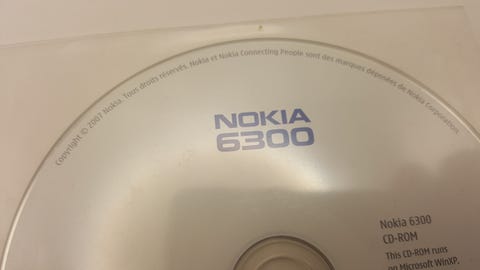 Copyright © 2007 Nokia. Tous droits réservés. Nokia et Nokia Connecting People sont des marques déposées de Nokia Corporation.
NOKIA
6300
Nokia 6300
CD-ROM
This CD-ROM runs
on Microsoft WinXP.